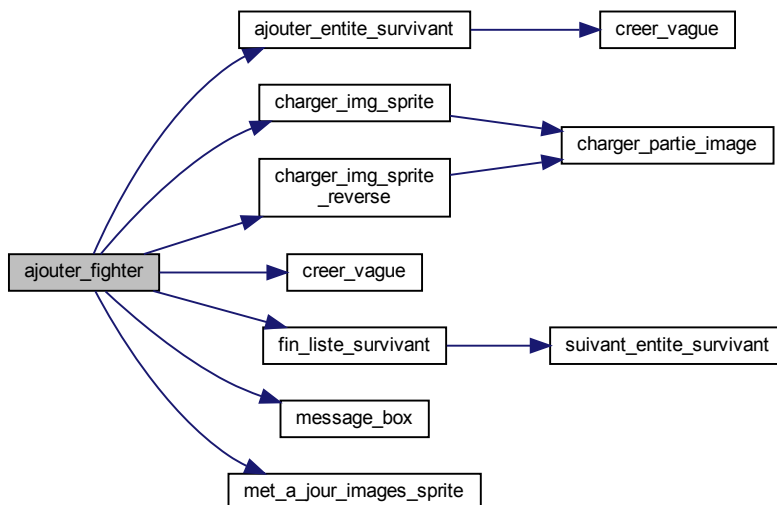 ajouter_entite_survivant
creer_vague
charger_img_sprite
charger_partie_image
charger_img_sprite
_reverse
ajouter_fighter
creer_vague
fin_liste_survivant
suivant_entite_survivant
message_box
met_a_jour_images_sprite